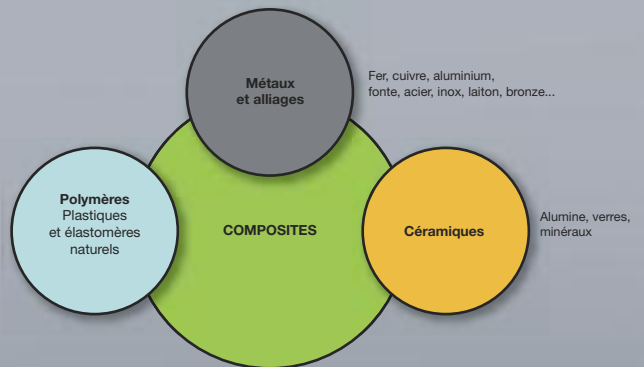 Métaux
et alliages
Fer, cuivre, aluminium,
fonte, acier, inox, laiton, bronze...
Polymères
Plastiques
et élastomères
naturels
COMPOSITES
Céramiques
Alumine, verres,
minéraux